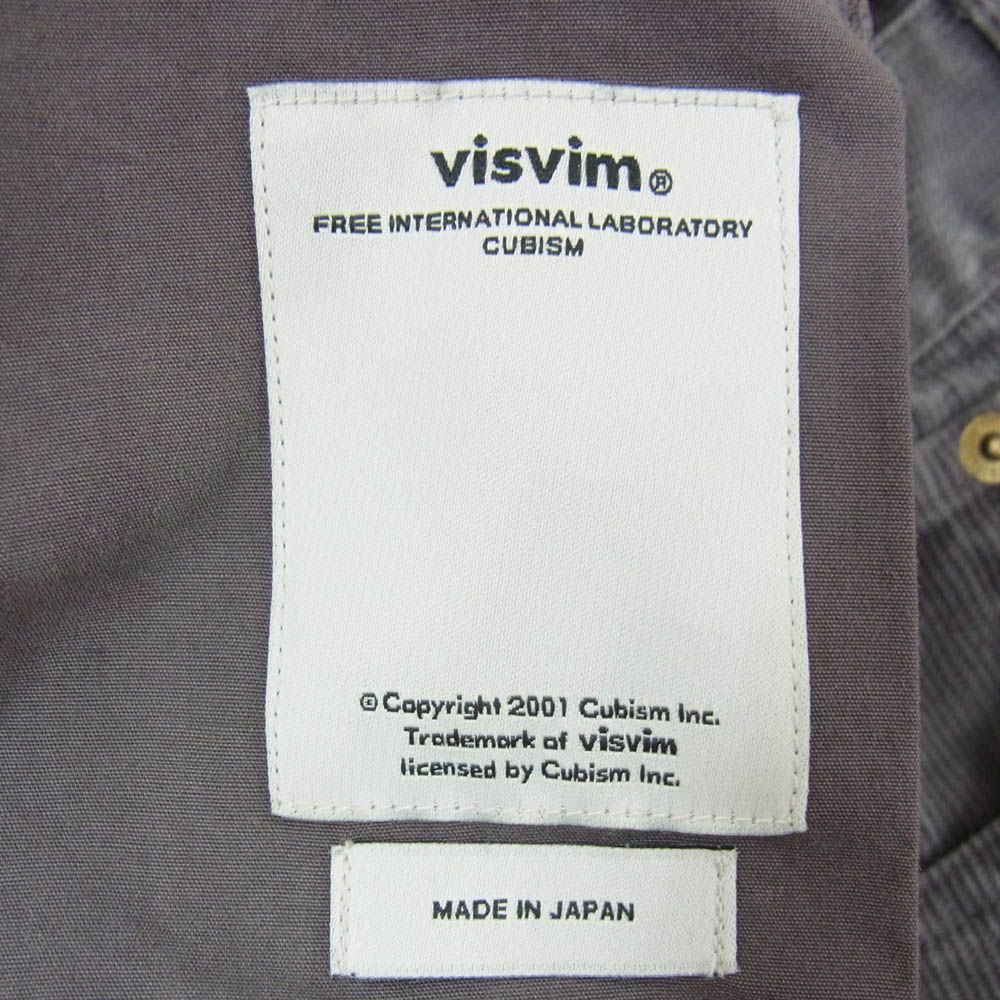 visvim®
FREE INTERNATIONAL LABORATORY
CUBISM
© Copyright 2001 Cubism Inc.
Trademark of visvim
licensed by Cubism Inc.
MADE IN JAPAN